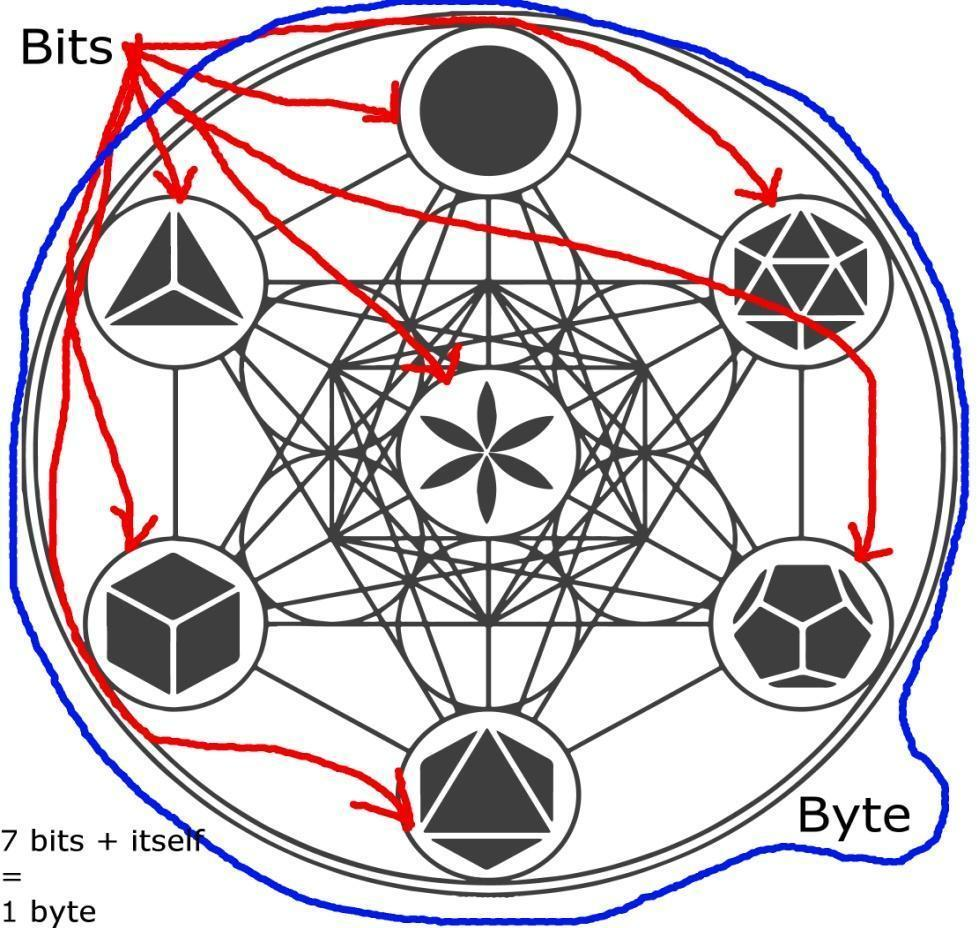 Bits
Byte
7 bits + itself
=
1 byte